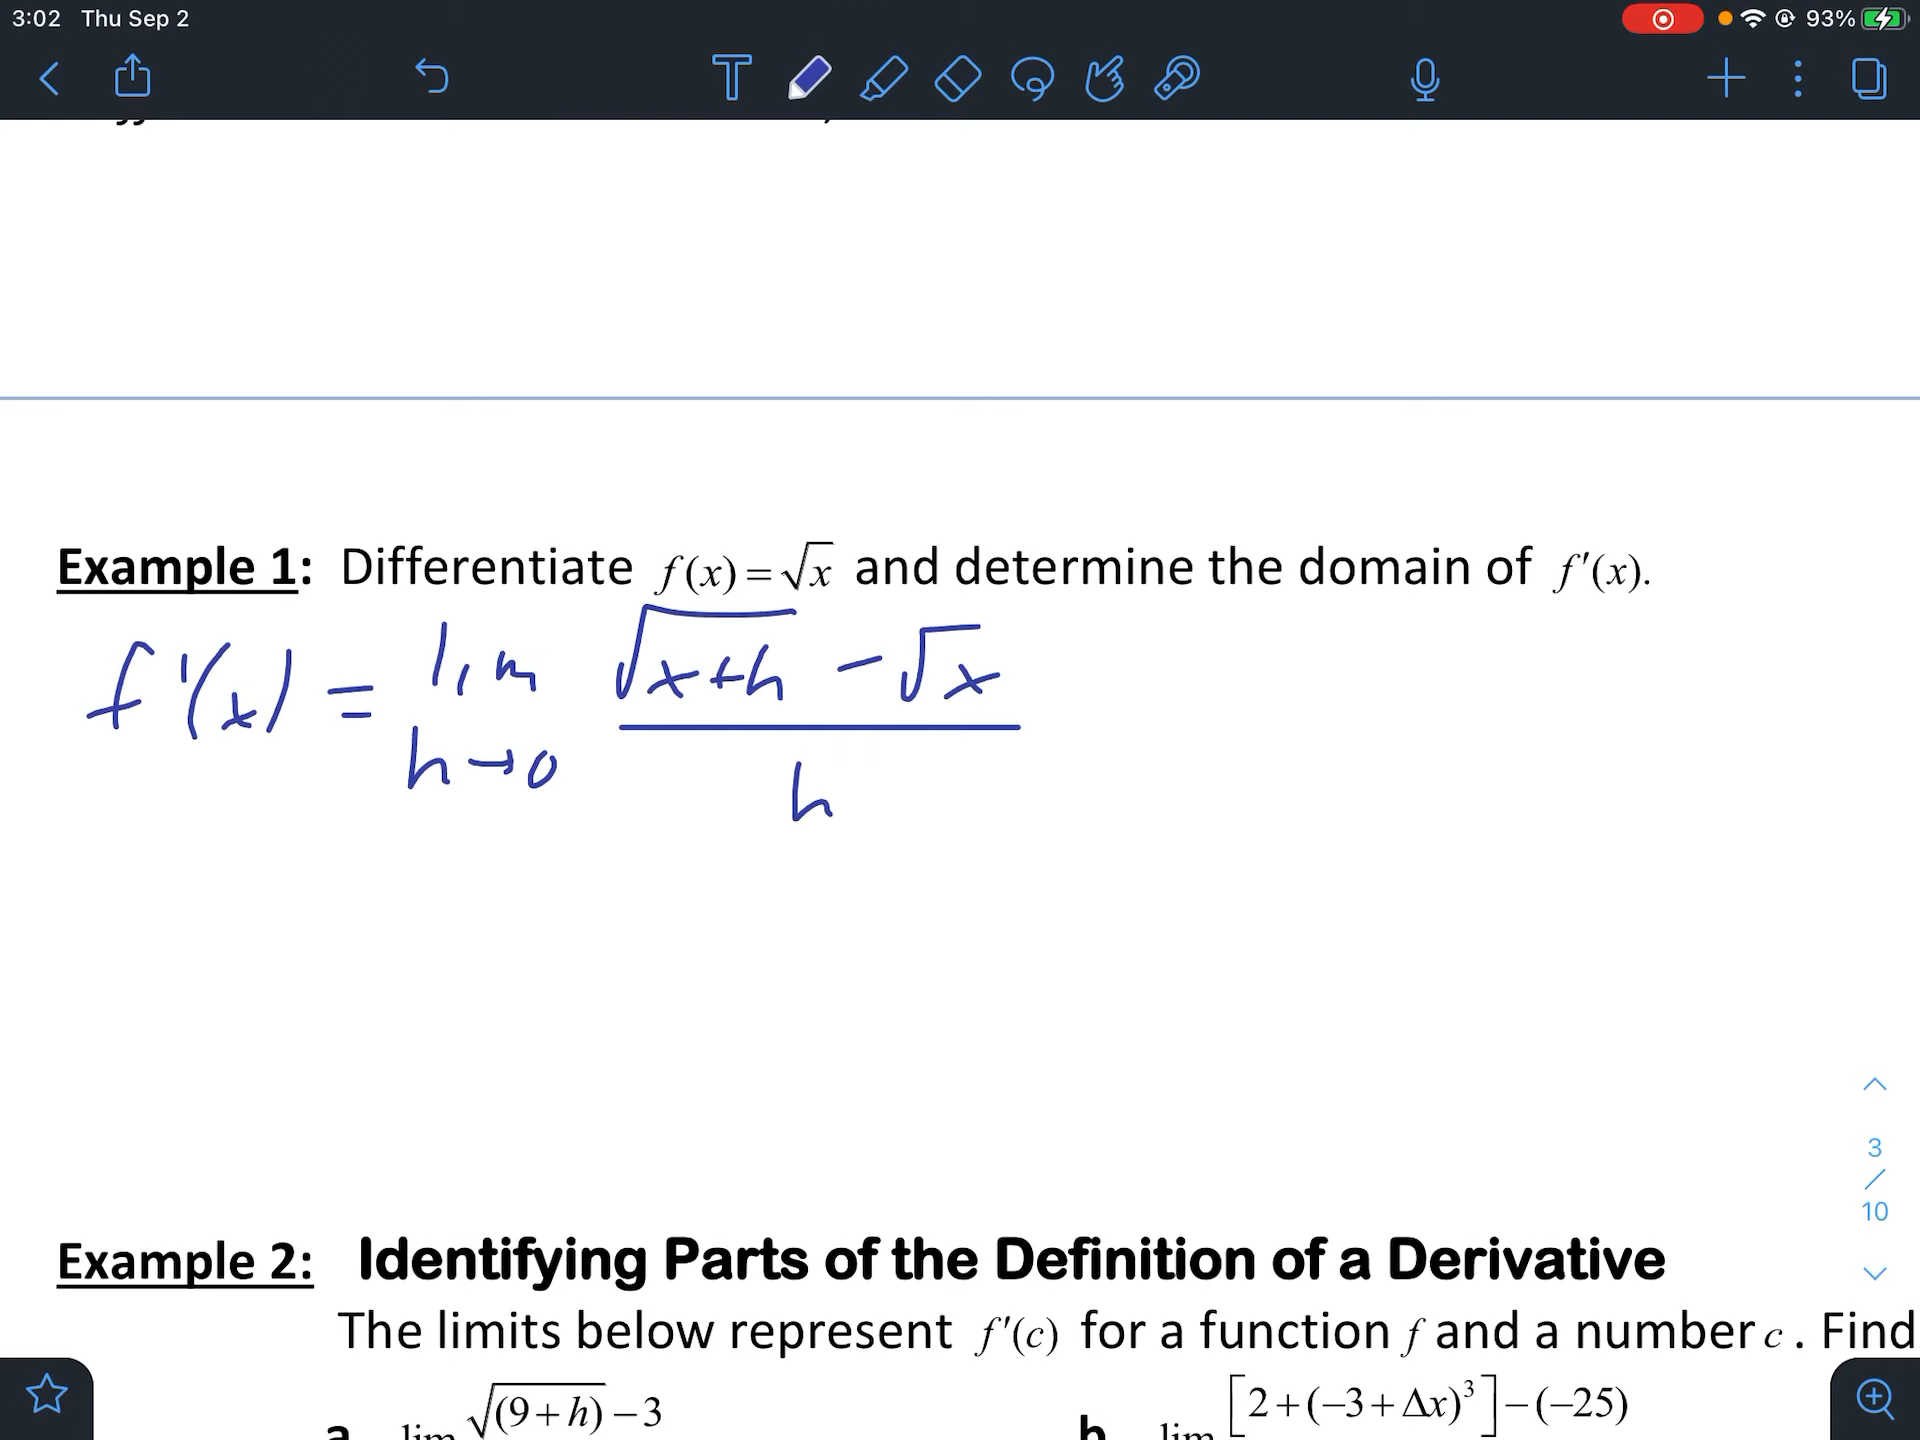 3:02 Thu Sep 2 93%
T
Example 1: Differentiate f(x) = √x and determine the domain of f'(x).
f'(x) = lim h→0 (√(x+h) − √x) / h
3
/
10
Example 2: Identifying Parts of the Definition of a Derivative
The limits below represent f'(c) for a function f and a number c. Find
a lim √(9+h) − 3
b lim [2+(−3+Δx)³] − (−25)